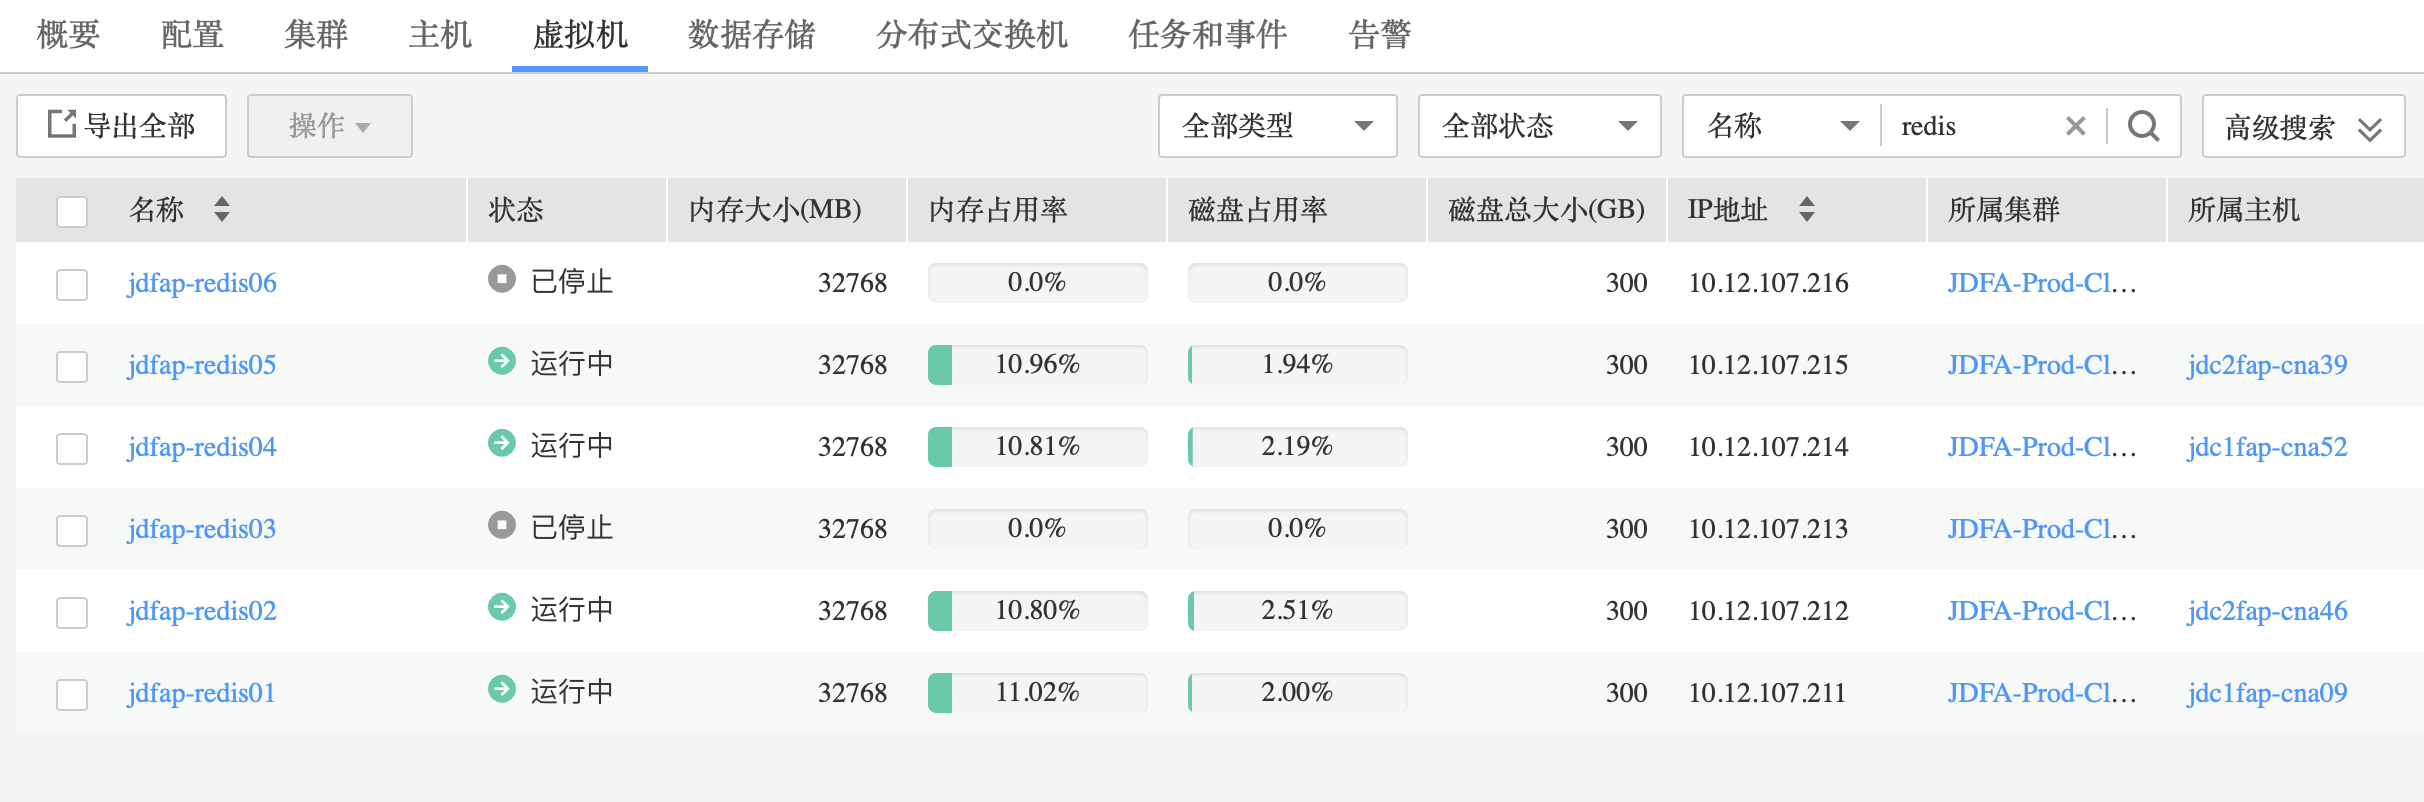 概要 配置 集群 主机 虚拟机 数据存储 分布式交换机 任务和事件 告警
导出全部 操作 全部类型 全部状态 名称 redis 高级搜索
名称 状态 内存大小(MB) 内存占用率 磁盘占用率 磁盘总大小(GB) IP地址 所属集群 所属主机
jdfap-redis06 已停止 32768 0.0% 0.0% 300 10.12.107.216 JDFA-Prod-Cl...
jdfap-redis05 运行中 32768 10.96% 1.94% 300 10.12.107.215 JDFA-Prod-Cl... jdc2fap-cna39
jdfap-redis04 运行中 32768 10.81% 2.19% 300 10.12.107.214 JDFA-Prod-Cl... jdc1fap-cna52
jdfap-redis03 已停止 32768 0.0% 0.0% 300 10.12.107.213 JDFA-Prod-Cl...
jdfap-redis02 运行中 32768 10.80% 2.51% 300 10.12.107.212 JDFA-Prod-Cl... jdc2fap-cna46
jdfap-redis01 运行中 32768 11.02% 2.00% 300 10.12.107.211 JDFA-Prod-Cl... jdc1fap-cna09